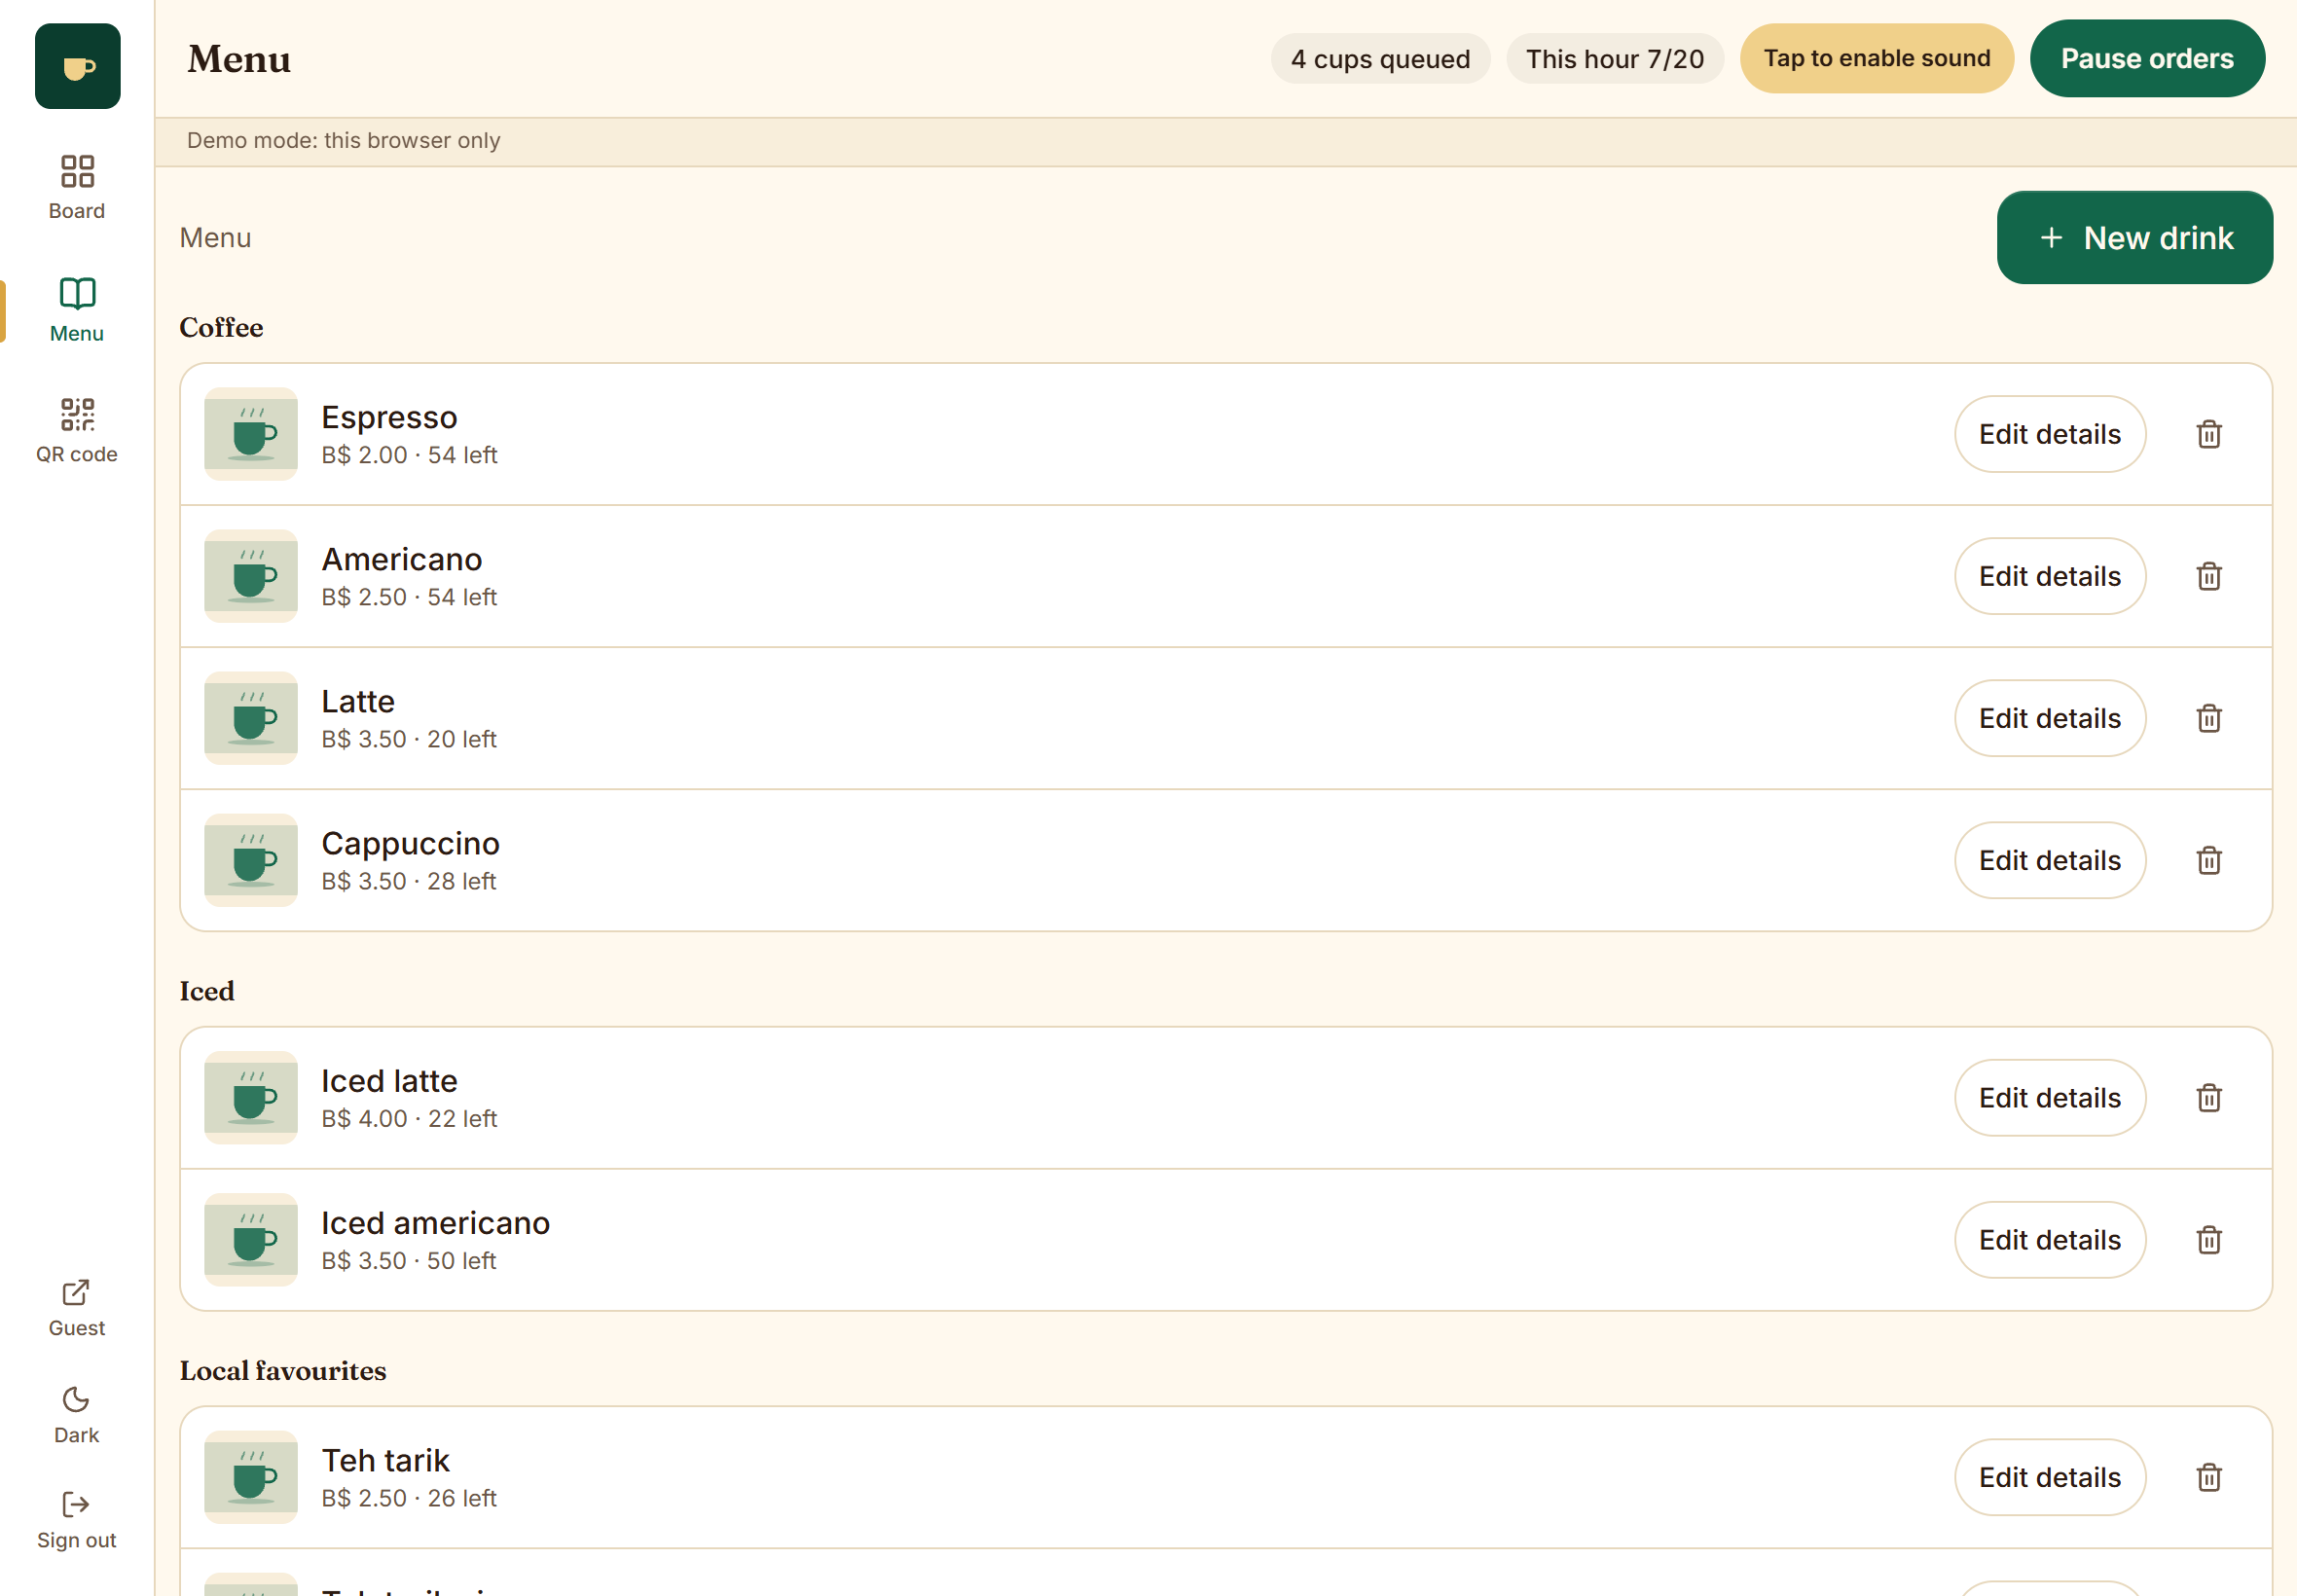 Menu
4 cups queued
This hour 7/20
Tap to enable sound
Pause orders
Demo mode: this browser only
Board
Menu
QR code
Guest
Dark
Sign out
Menu
New drink
Coffee
Espresso
B$ 2.00 · 54 left
Edit details
Americano
B$ 2.50 · 54 left
Edit details
Latte
B$ 3.50 · 20 left
Edit details
Cappuccino
B$ 3.50 · 28 left
Edit details
Iced
Iced latte
B$ 4.00 · 22 left
Edit details
Iced americano
B$ 3.50 · 50 left
Edit details
Local favourites
Teh tarik
B$ 2.50 · 26 left
Edit details